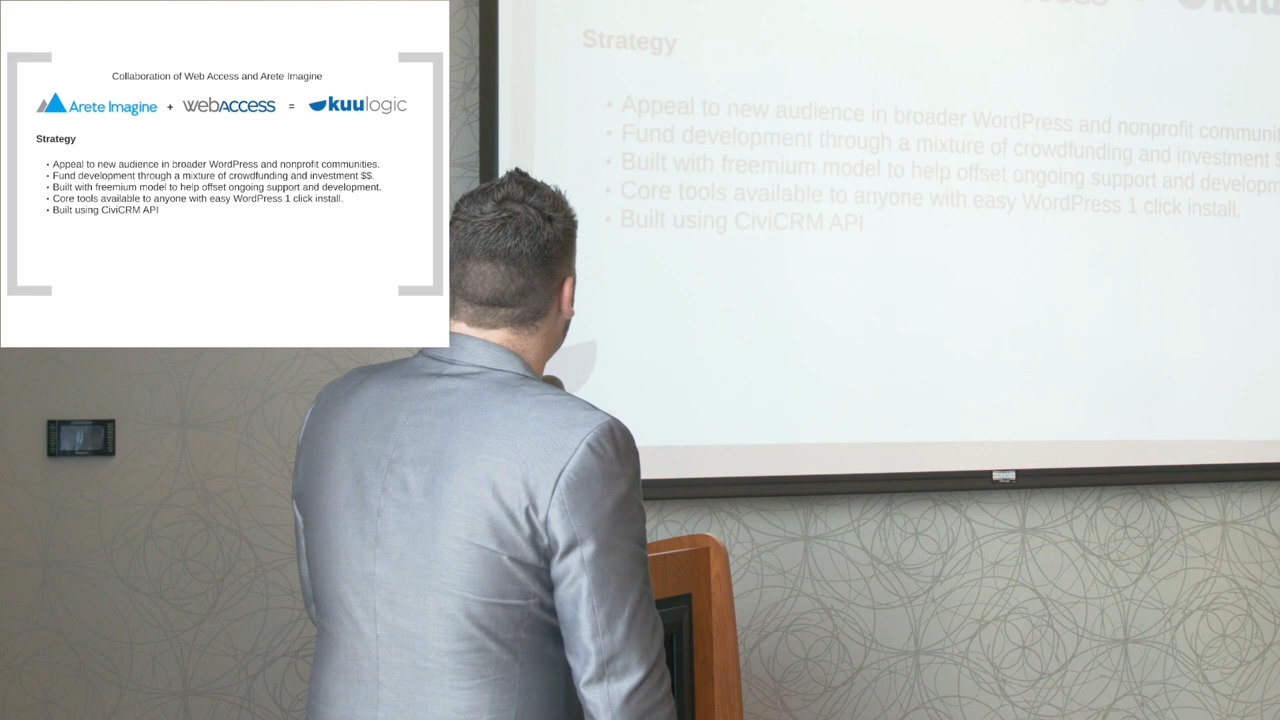 Collaboration of Web Access and Arete Imagine
Arete Imagine + webACCESS = kuulogic
Strategy
• Appeal to new audience in broader WordPress and nonprofit communities.
• Fund development through a mixture of crowdfunding and investment $$.
• Built with freemium model to help offset ongoing support and development.
• Core tools available to anyone with easy WordPress 1 click install.
• Built using CiviCRM API
kuu
Strategy
• Appeal to new audience in broader WordPress and nonprofit communi
• Fund development through a mixture of crowdfunding and investment $
• Built with freemium model to help offset ongoing support and developm
• Core tools available to anyone with easy WordPress 1 click install.
• Built using CiviCRM API